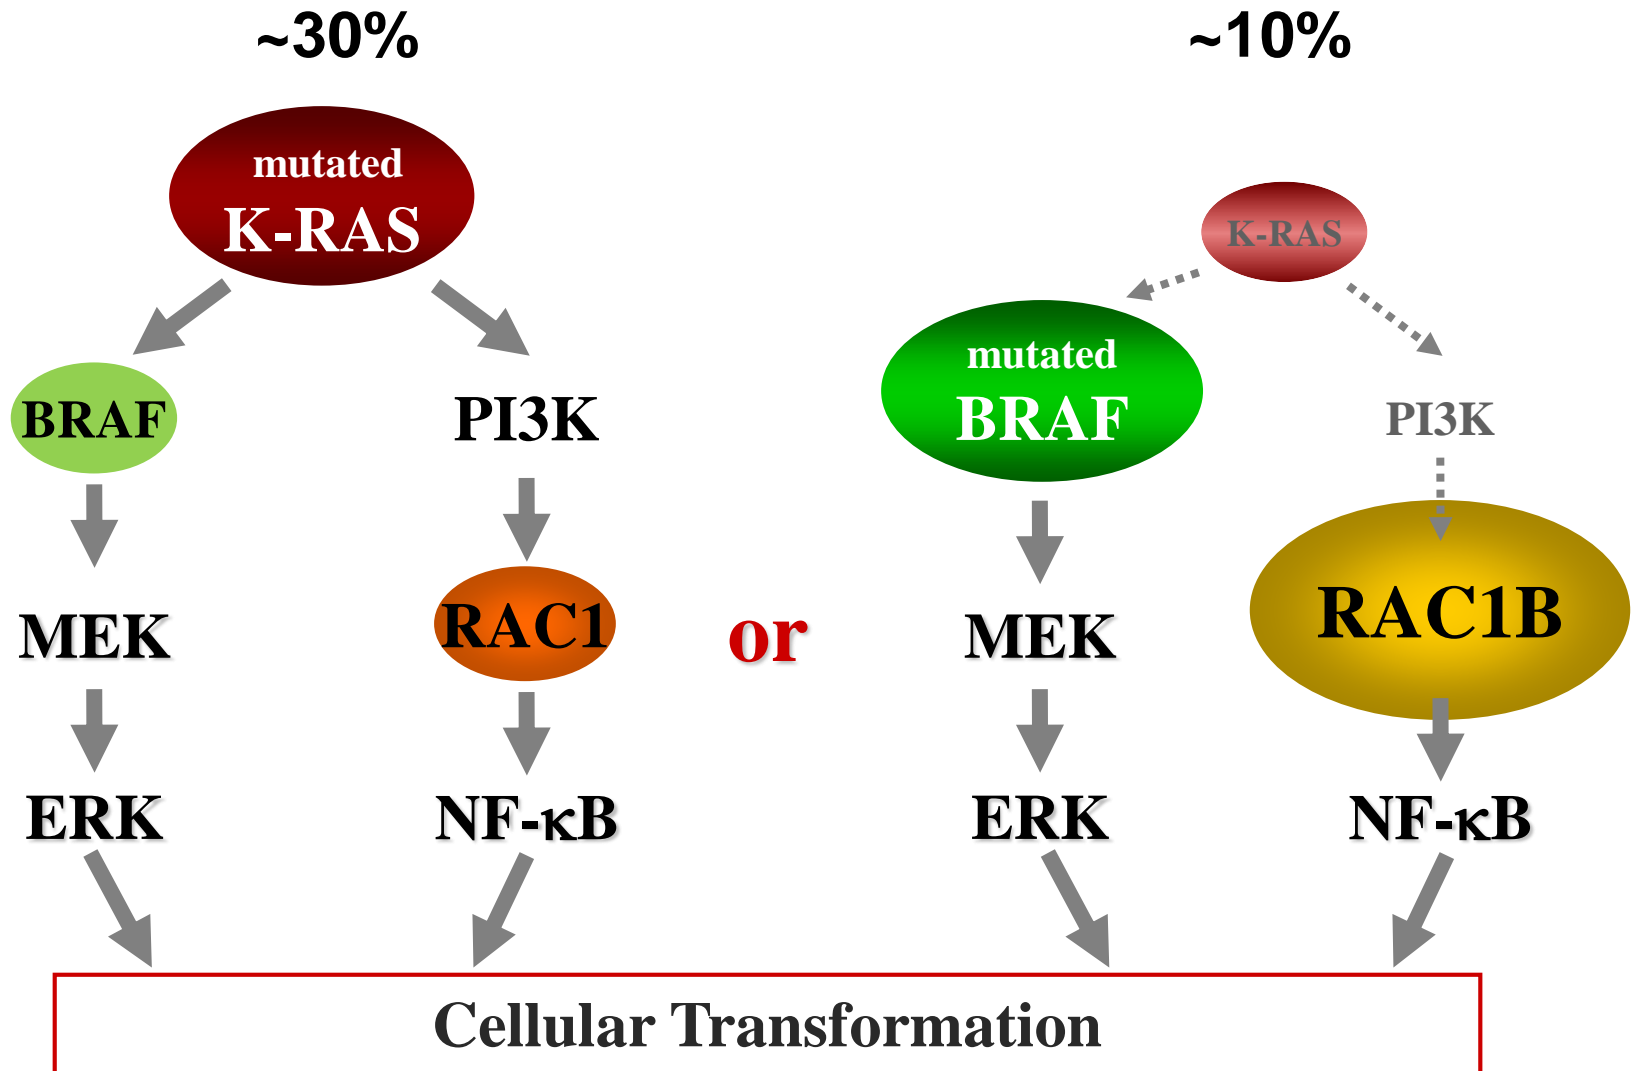 ~30%
~10%
mutated
K-RAS
K-RAS
mutated
BRAF
BRAF
PI3K
PI3K
MEK
RAC1
or
MEK
RAC1B
ERK
NF-κB
ERK
NF-κB
Cellular Transformation